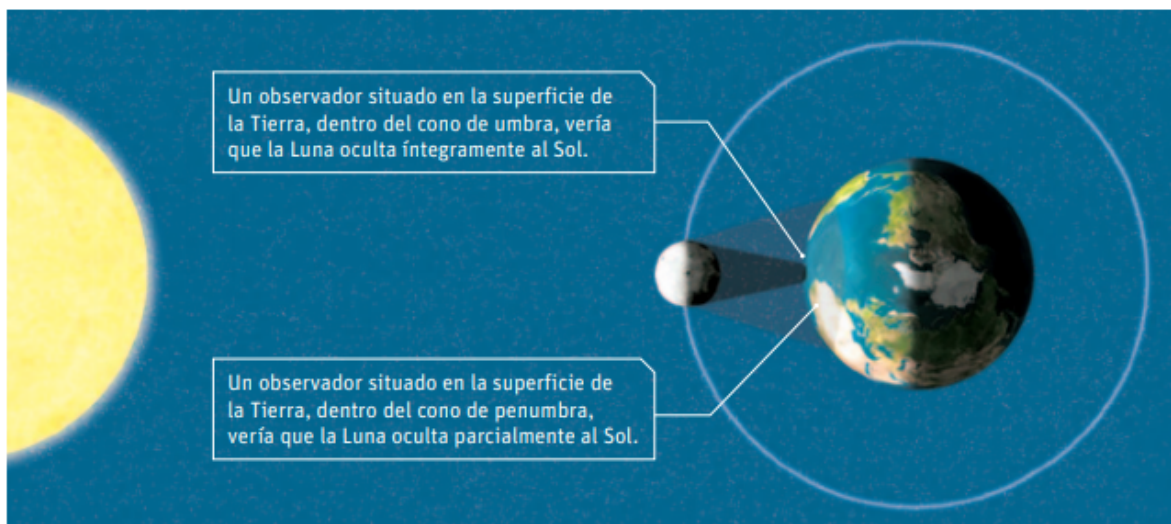 Un observador situado en la superficie de
la Tierra, dentro del cono de umbra, vería
que la Luna oculta íntegramente al Sol.
Un observador situado en la superficie de
la Tierra, dentro del cono de penumbra,
vería que la Luna oculta parcialmente al Sol.